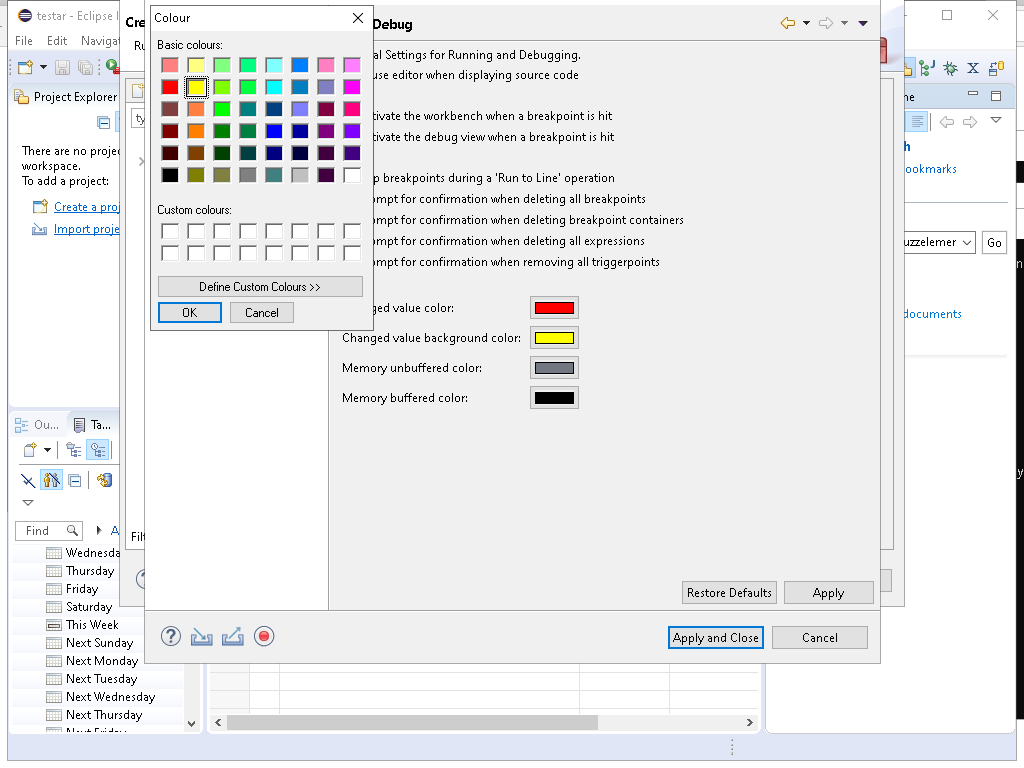 testar - Eclipse I
File Edit Navigat
Project Explorer
There are no proje
workspace.
To add a project:
Create a proj
Import proje
Ou...
Ta...
Find
A
Wednesda
Thursday
Friday
Saturday
This Week
Next Sunday
Next Monday
Next Tuesday
Next Wednesday
Next Thursday
Next Friday
Cre
Ru
ty
Filt
Colour
Basic colours:
Custom colours:
Define Custom Colours >>
OK
Cancel
Debug
al Settings for Running and Debugging.
use editor when displaying source code
tivate the workbench when a breakpoint is hit
tivate the debug view when a breakpoint is hit
p breakpoints during a 'Run to Line' operation
ompt for confirmation when deleting all breakpoints
ompt for confirmation when deleting breakpoint containers
ompt for confirmation when deleting all expressions
ompt for confirmation when removing all triggerpoints
ged value color:
Changed value background color:
Memory unbuffered color:
Memory buffered color:
Restore Defaults
Apply
Apply and Close
Cancel
me
h
ookmarks
uzzelemer
Go
documents
n
y